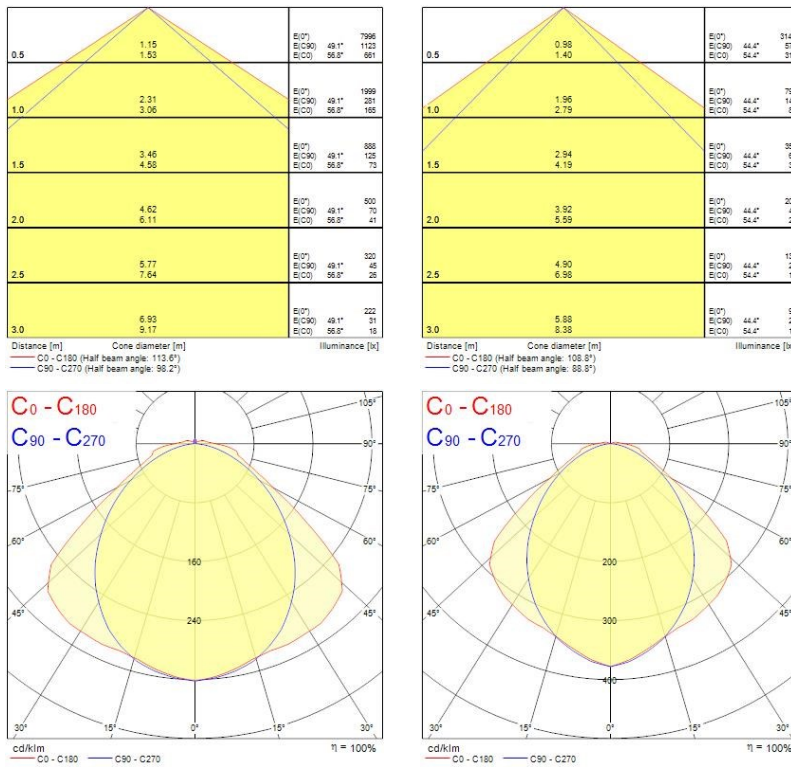 0.5
1.15
1.53
E(0°) 7996
E(C90) 49.1° 1123
E(C0) 56.8° 661
1.0
2.31
3.06
E(0°) 1999
E(C90) 49.1° 281
E(C0) 56.8° 165
1.5
3.46
4.58
E(0°) 888
E(C90) 49.1° 125
E(C0) 56.8° 73
2.0
4.62
6.11
E(0°) 500
E(C90) 49.1° 70
E(C0) 56.8° 41
2.5
5.77
7.64
E(0°) 320
E(C90) 49.1° 45
E(C0) 56.8° 26
3.0
6.93
9.17
E(0°) 222
E(C90) 49.1° 31
E(C0) 56.8° 18
Distance [m] Cone diameter [m] Illuminance [lx]
C0 - C180 (Half beam angle: 113.6°)
C90 - C270 (Half beam angle: 98.2°)
0.5
0.98
1.40
E(0°) 314
E(C90) 44.4° 57
E(C0) 54.4° 31
1.0
1.96
2.79
E(0°) 79
E(C90) 44.4° 14
E(C0) 54.4°
1.5
2.94
4.19
E(0°) 35
E(C90) 44.4°
E(C0) 54.4°
2.0
3.92
5.59
E(0°) 20
E(C90) 44.4°
E(C0) 54.4°
2.5
4.90
6.98
E(0°) 13
E(C90) 44.4°
E(C0) 54.4°
3.0
5.88
8.38
E(0°)
E(C90) 44.4°
E(C0) 54.4°
Distance [m] Cone diameter [m] Illuminance [lx]
C0 - C180 (Half beam angle: 108.8°)
C90 - C270 (Half beam angle: 88.8°)
C0 - C180
C90 - C270
105°
90°
75° 75°
60° 60°
160
45° 45°
240
30° 15° 0° 15° 30°
cd/klm η = 100%
C0 - C180 C90 - C270
C0 - C180
C90 - C270
105°
90°
75° 75°
60° 60°
200
45° 45°
300
400
30° 15° 0° 15° 30°
cd/klm η = 100%
C0 - C180 C90 - C270